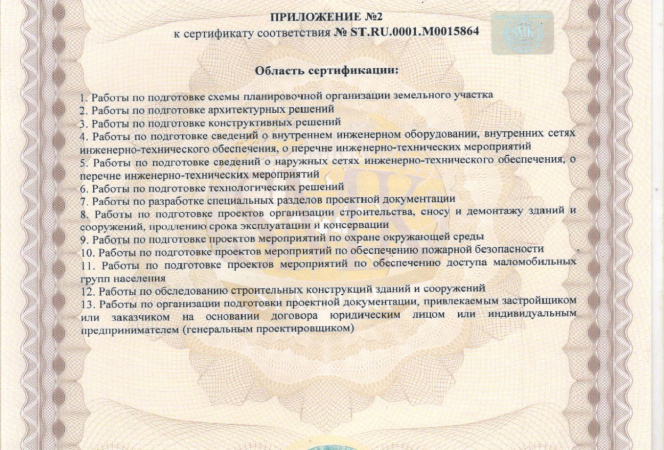 ПРИЛОЖЕНИЕ №2
к сертификату соответствия № ST.RU.0001.M0015864
Область сертификации:
1. Работы по подготовке схемы планировочной организации земельного участка
2. Работы по подготовке архитектурных решений
3. Работы по подготовке конструктивных решений
4. Работы по подготовке сведений о внутреннем инженерном оборудовании, внутренних сетях
инженерно-технического обеспечения, о перечне инженерно-технических мероприятий
5. Работы по подготовке сведений о наружных сетях инженерно-технического обеспечения, о
перечне инженерно-технических мероприятий
6. Работы по подготовке технологических решений
7. Работы по разработке специальных разделов проектной документации
8. Работы по подготовке проектов организации строительства, сносу и демонтажу зданий и
сооружений, продлению срока эксплуатации и консервации
9. Работы по подготовке проектов мероприятий по охране окружающей среды
10. Работы по подготовке проектов мероприятий по обеспечению пожарной безопасности
11. Работы по подготовке проектов мероприятий по обеспечению доступа маломобильных
групп населения
12. Работы по обследованию строительных конструкций зданий и сооружений
13. Работы по организации подготовки проектной документации, привлекаемым застройщиком
или заказчиком на основании договора юридическим лицом или индивидуальным
предпринимателем (генеральным проектировщиком)